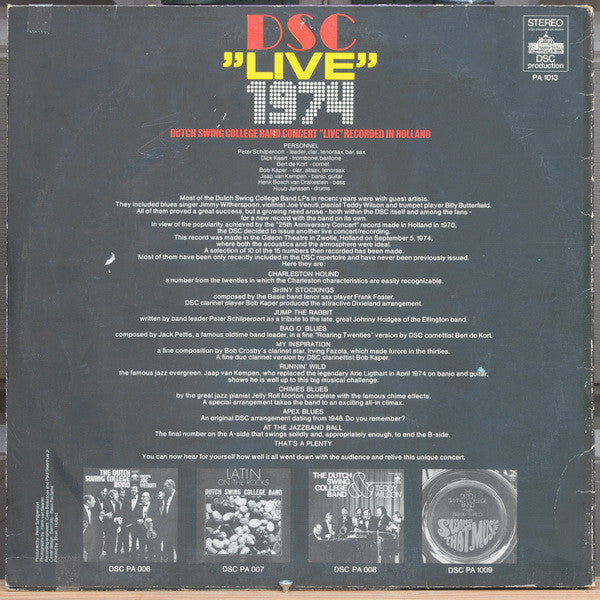 DSC
"LIVE"
1974
DUTCH SWING COLLEGE BAND CONCERT "LIVE" RECORDED IN HOLLAND
STEREO
DSC
production
PA 1013
PERSONNEL
Peter Schilperoort - leader, clar, tenorsax, bar, sax
Dick Kaart - trombone, baritone
Bert de Kort - cornet
Bob Kaper - clar, altsax, tenorsax
Jaap van Kempen - banjo, guitar
Henk Bosch van Drakestein - bass
Huub Janssen - drums
Most of the Dutch Swing College Band LPs in recent years were with guest artists.
They included blues singer Jimmy Witherspoon, violinist Joe Venuti, pianist Teddy Wilson and trumpet player Billy Butterfield.
All of them proved a great success, but a growing need arose - both within the DSC itself and among the fans -
for a new record with the band on its own.
In view of the popularity achieved by the "25th Anniversary Concert" record made in Holland in 1970,
the DSC decided to issue another live concert/recording.
This record was made in the Odeon Theatre in Zwolle, Holland on September 5, 1974,
where both the acoustics and the atmosphere were ideal.
A selection of 10 of the 15 numbers then recorded has been made.
Most of them have been only recently included in the DSC repertoire and have never been previously issued.
Here they are:
CHARLESTON HOUND
a number from the twenties in which the Charleston characteristics are easily recognizable.
SHINY STOCKINGS
composed by the Basie band tenor sax player Frank Foster.
DSC clarinet player Bob Kaper produced the attractive Dixieland arrangement.
JUMP THE RABBIT
written by band leader Peter Schilperoort as a tribute to the late, great Johnny Hodges of the Ellington band.
BAG O' BLUES
composed by Jack Pettis, a famous oldtime band leader, in a fine "Roaring Twenties" version by DSC cornettist Bert de Kort.
MY INSPIRATION
a fine composition by Bob Crosby's clarinet star, Irving Fazola, which made furore in the thirties.
A fine duo clarinet version by DSC clarinettist Bob Kaper.
RUNNIN' WILD
the famous jazz evergreen. Jaap van Kempen, who replaced the legendary Arie Ligthart in April 1974 on banjo and guitar,
shows he is well up to this big musical challenge.
CHIMES BLUES
by the great jazz pianist Jelly Roll Morton, complete with the famous chime effects.
A special arrangement takes the band to an exciting all-in climax.
APEX BLUES
An original DSC arrangement dating from 1948. Do you remember?
AT THE JAZZBAND BALL
The final number on the A-side that swings solidly and, appropriately enough, to end the B-side.
THAT'S A PLENTY
You can now hear for yourself how well it all went down with the audience and relive this unique concert.
THE DUTCH
SWING COLLEGE
BAND
JOE VENUTI
LATIN
ON THE ROCKS
DUTCH SWING COLLEGE BAND
THE DUTCH
SWING COLLEGE
BAND
&
TEDDY
WILSON
DUTCH
SWING COLLEGE
BAND
SWING
THAT MUSIC
DSC PA 006
DSC PA 007
DSC PA 008
DSC PA 1009